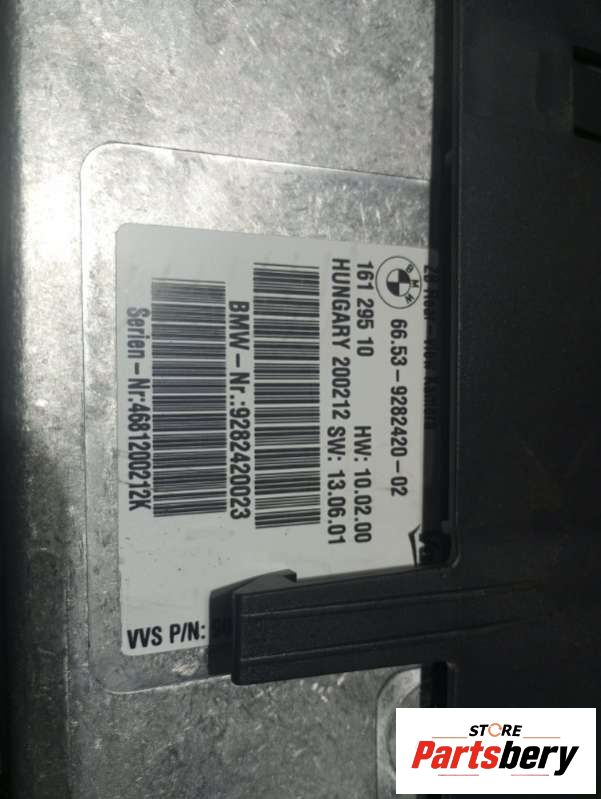 BMW
66.53-9282420-02
161 295 10 HW: 10.02.00
HUNGARY 200212 SW: 13.06.01
BMW-Nr.:9282420023
Serien-Nr:4681200212K
VVS P/N:
STORE
Partsbery